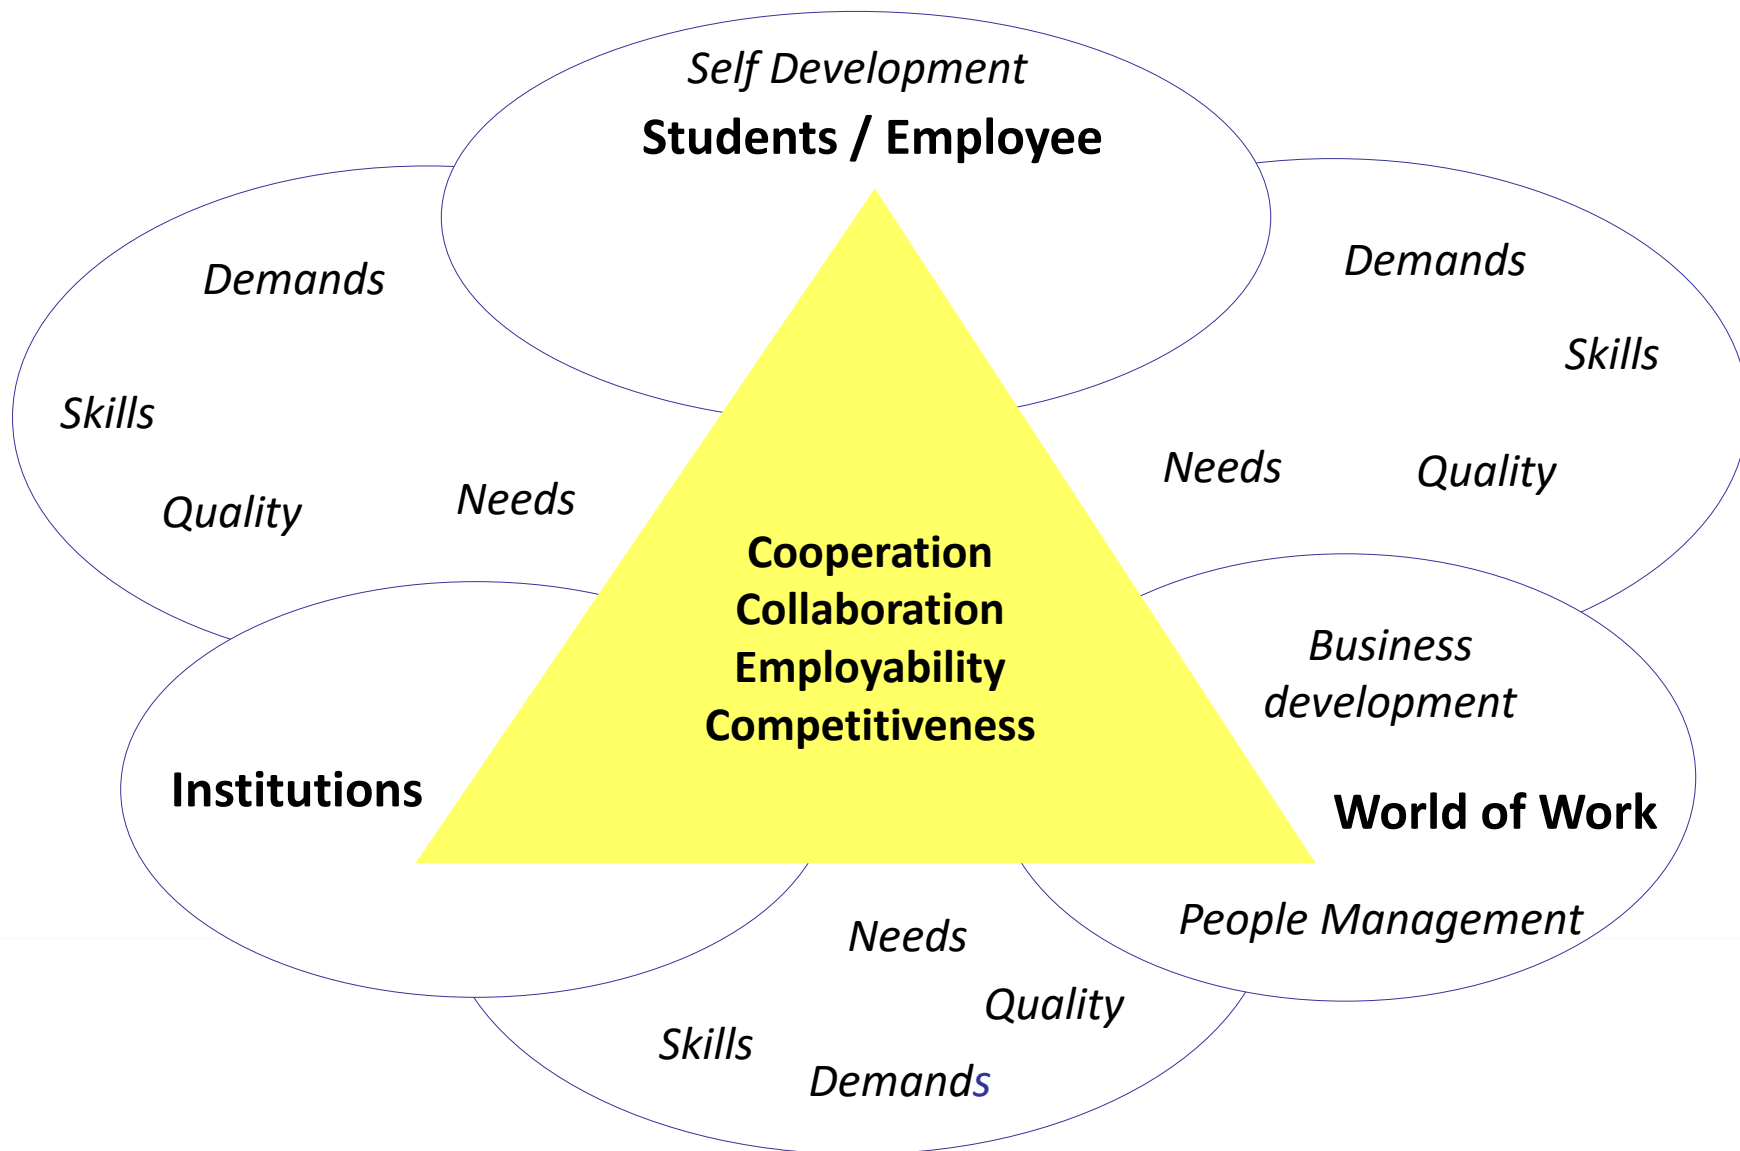 Self Development
Students / Employee
Demands
Skills
Quality
Needs
Demands
Skills
Needs
Quality
Cooperation
Collaboration
Employability
Competitiveness
Institutions
Business
development
World of Work
People Management
Needs
Quality
Skills
Demands